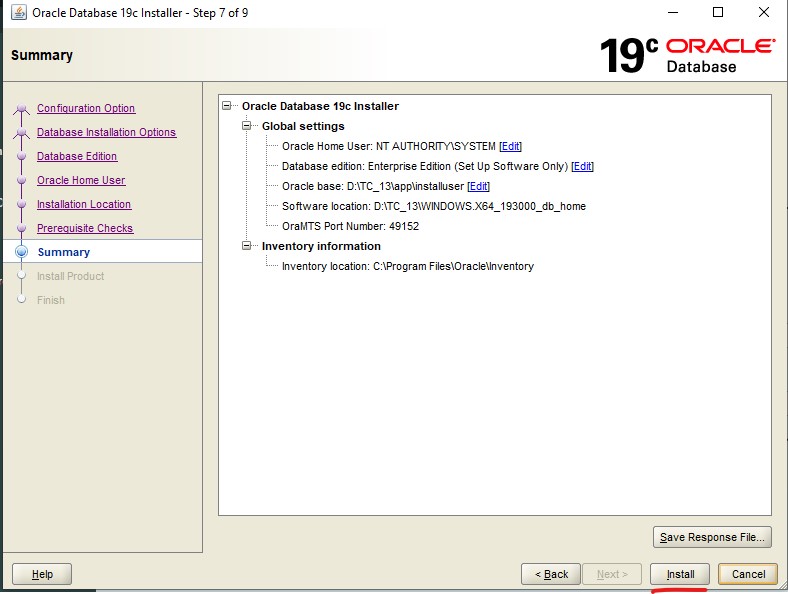 Oracle Database 19c Installer - Step 7 of 9
Summary
19c ORACLE
Database
Configuration Option
Database Installation Options
Database Edition
Oracle Home User
Installation Location
Prerequisite Checks
Summary
Install Product
Finish
Oracle Database 19c Installer
Global settings
Oracle Home User: NT AUTHORITY\SYSTEM [Edit]
Database edition: Enterprise Edition (Set Up Software Only) [Edit]
Oracle base: D:\TC_13\app\installuser [Edit]
Software location: D:\TC_13\WINDOWS.X64_193000_db_home
OraMTS Port Number: 49152
Inventory information
Inventory location: C:\Program Files\Oracle\Inventory
Save Response File...
Help
< Back
Next >
Install
Cancel